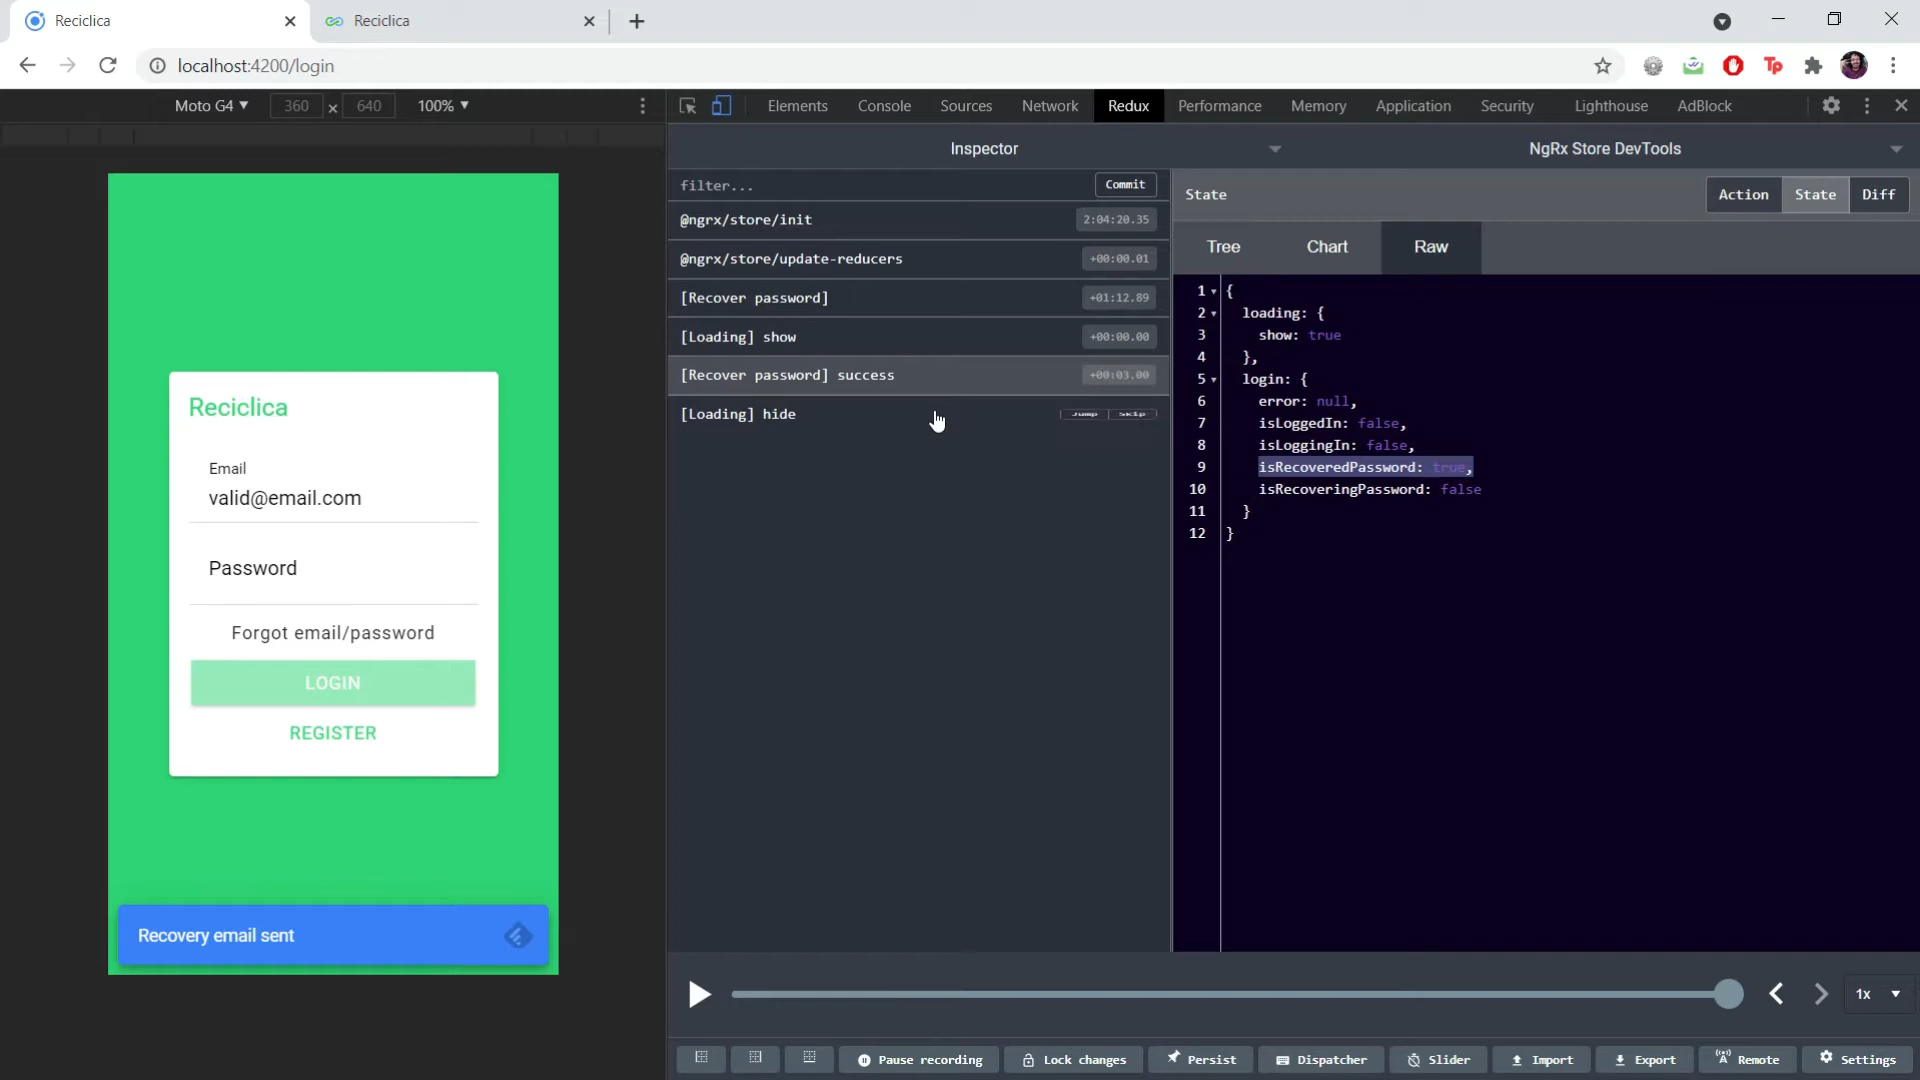 Reciclica
Reciclica
localhost:4200/login
Moto G4 360 × 640 100%
Elements Console Sources Network Redux Performance Memory Application Security Lighthouse AdBlock
Inspector
NgRx Store DevTools
filter...
Commit
@ngrx/store/init 2:04:20.35
@ngrx/store/update-reducers +00:00.01
[Recover password] +01:12.89
[Loading] show +00:00.00
[Recover password] success +00:03.00
[Loading] hide Jump Skip
State
Action State Diff
Tree Chart Raw
1 {
2 loading: {
3 show: true
4 },
5 login: {
6 error: null,
7 isLoggedIn: false,
8 isLoggingIn: false,
9 isRecoveredPassword: true,
10 isRecoveringPassword: false
11 }
12 }
Reciclica
Email
valid@email.com
Password
Forgot email/password
LOGIN
REGISTER
Recovery email sent
1x
Pause recording Lock changes Persist Dispatcher Slider Import Export Remote Settings